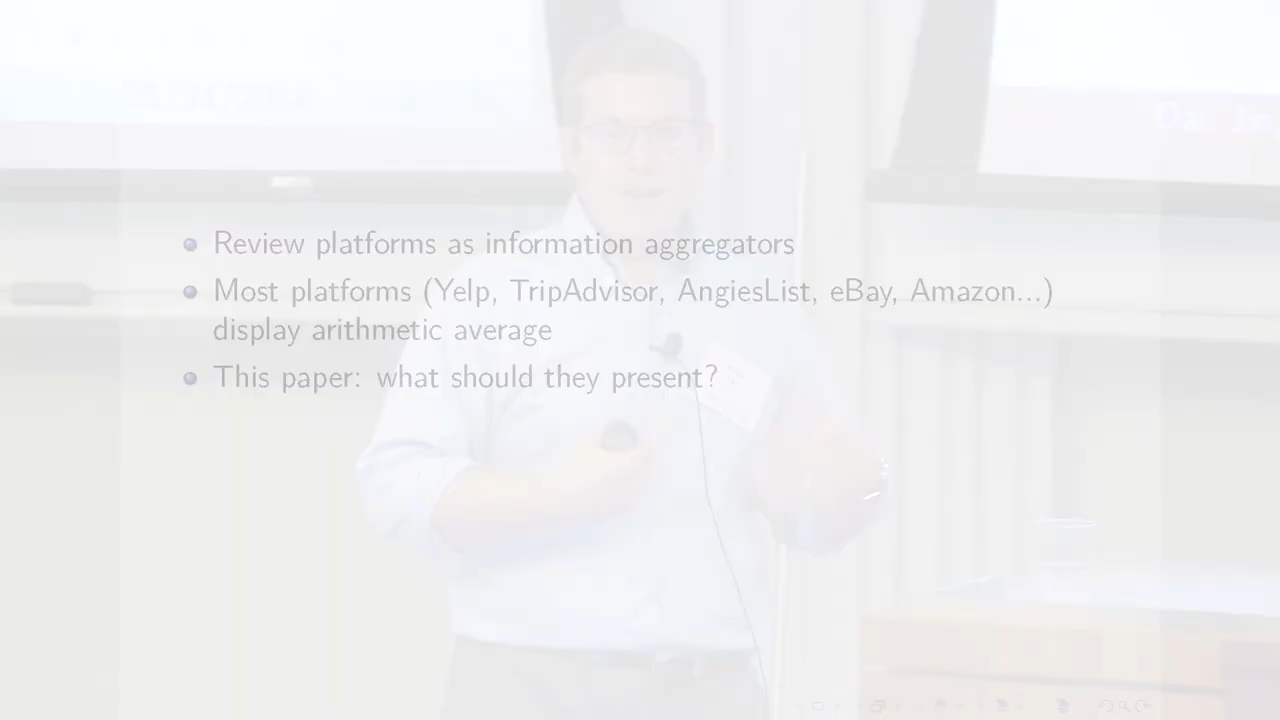 Review platforms as information aggregators
Most platforms (Yelp, TripAdvisor, AngiesList, eBay, Amazon...)
display arithmetic average
This paper: what should they present?